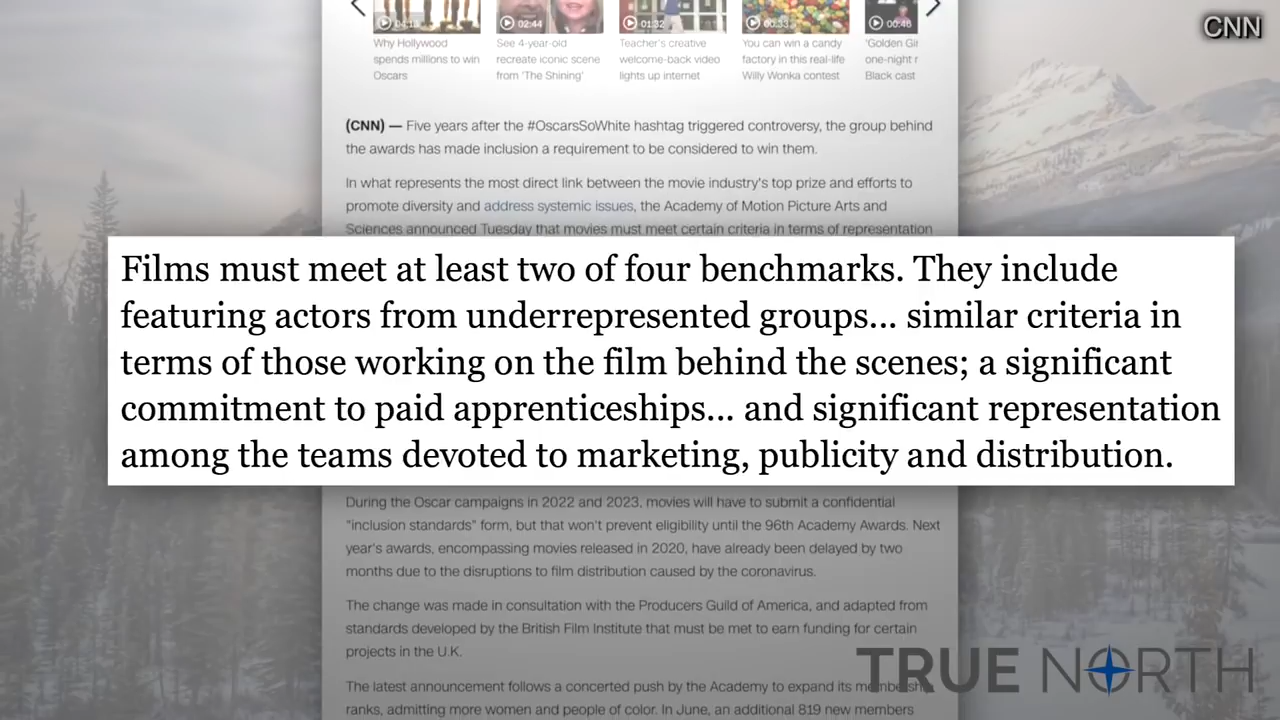 CNN
04:18
02:44
01:32
00:33
00:46
Why Hollywood
spends millions to win
Oscars
See 4-year-old
recreate iconic scene
from 'The Shining'
Teacher's creative
welcome-back video
lights up internet
You can win a candy
factory in this real-life
Willy Wonka contest
'Golden Gir
one-night r
Black cast
(CNN) — Five years after the #OscarsSoWhite hashtag triggered controversy, the group behind
the awards has made inclusion a requirement to be considered to win them.
In what represents the most direct link between the movie industry's top prize and efforts to
promote diversity and address systemic issues, the Academy of Motion Picture Arts and
Sciences announced Tuesday that movies must meet certain criteria in terms of representation
Films must meet at least two of four benchmarks. They include
featuring actors from underrepresented groups... similar criteria in
terms of those working on the film behind the scenes; a significant
commitment to paid apprenticeships... and significant representation
among the teams devoted to marketing, publicity and distribution.
During the Oscar campaigns in 2022 and 2023, movies will have to submit a confidential
"inclusion standards" form, but that won't prevent eligibility until the 96th Academy Awards. Next
year's awards, encompassing movies released in 2020, have already been delayed by two
months due to the disruptions to film distribution caused by the coronavirus.
The change was made in consultation with the Producers Guild of America, and adapted from
standards developed by the British Film Institute that must be met to earn funding for certain
projects in the U.K.
The latest announcement follows a concerted push by the Academy to expand its membership
ranks, admitting more women and people of color. In June, an additional 819 new members
TRUE NORTH